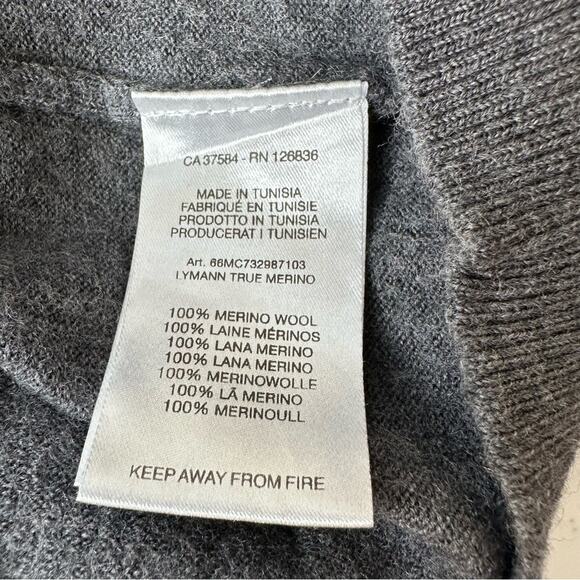 CA 37584 - RN 126836
MADE IN TUNISIA
FABRIQUÉ EN TUNISIE
PRODOTTO IN TUNISIA
PRODUCERAT I TUNISIEN
Art. 66MC732987103
LYMANN TRUE MERINO
100% MERINO WOOL
100% LAINE MÉRINOS
100% LANA MERINO
100% LANA MERINO
100% MERINOWOLLE
100% LÃ MERINO
100% MERINOULL
KEEP AWAY FROM FIRE